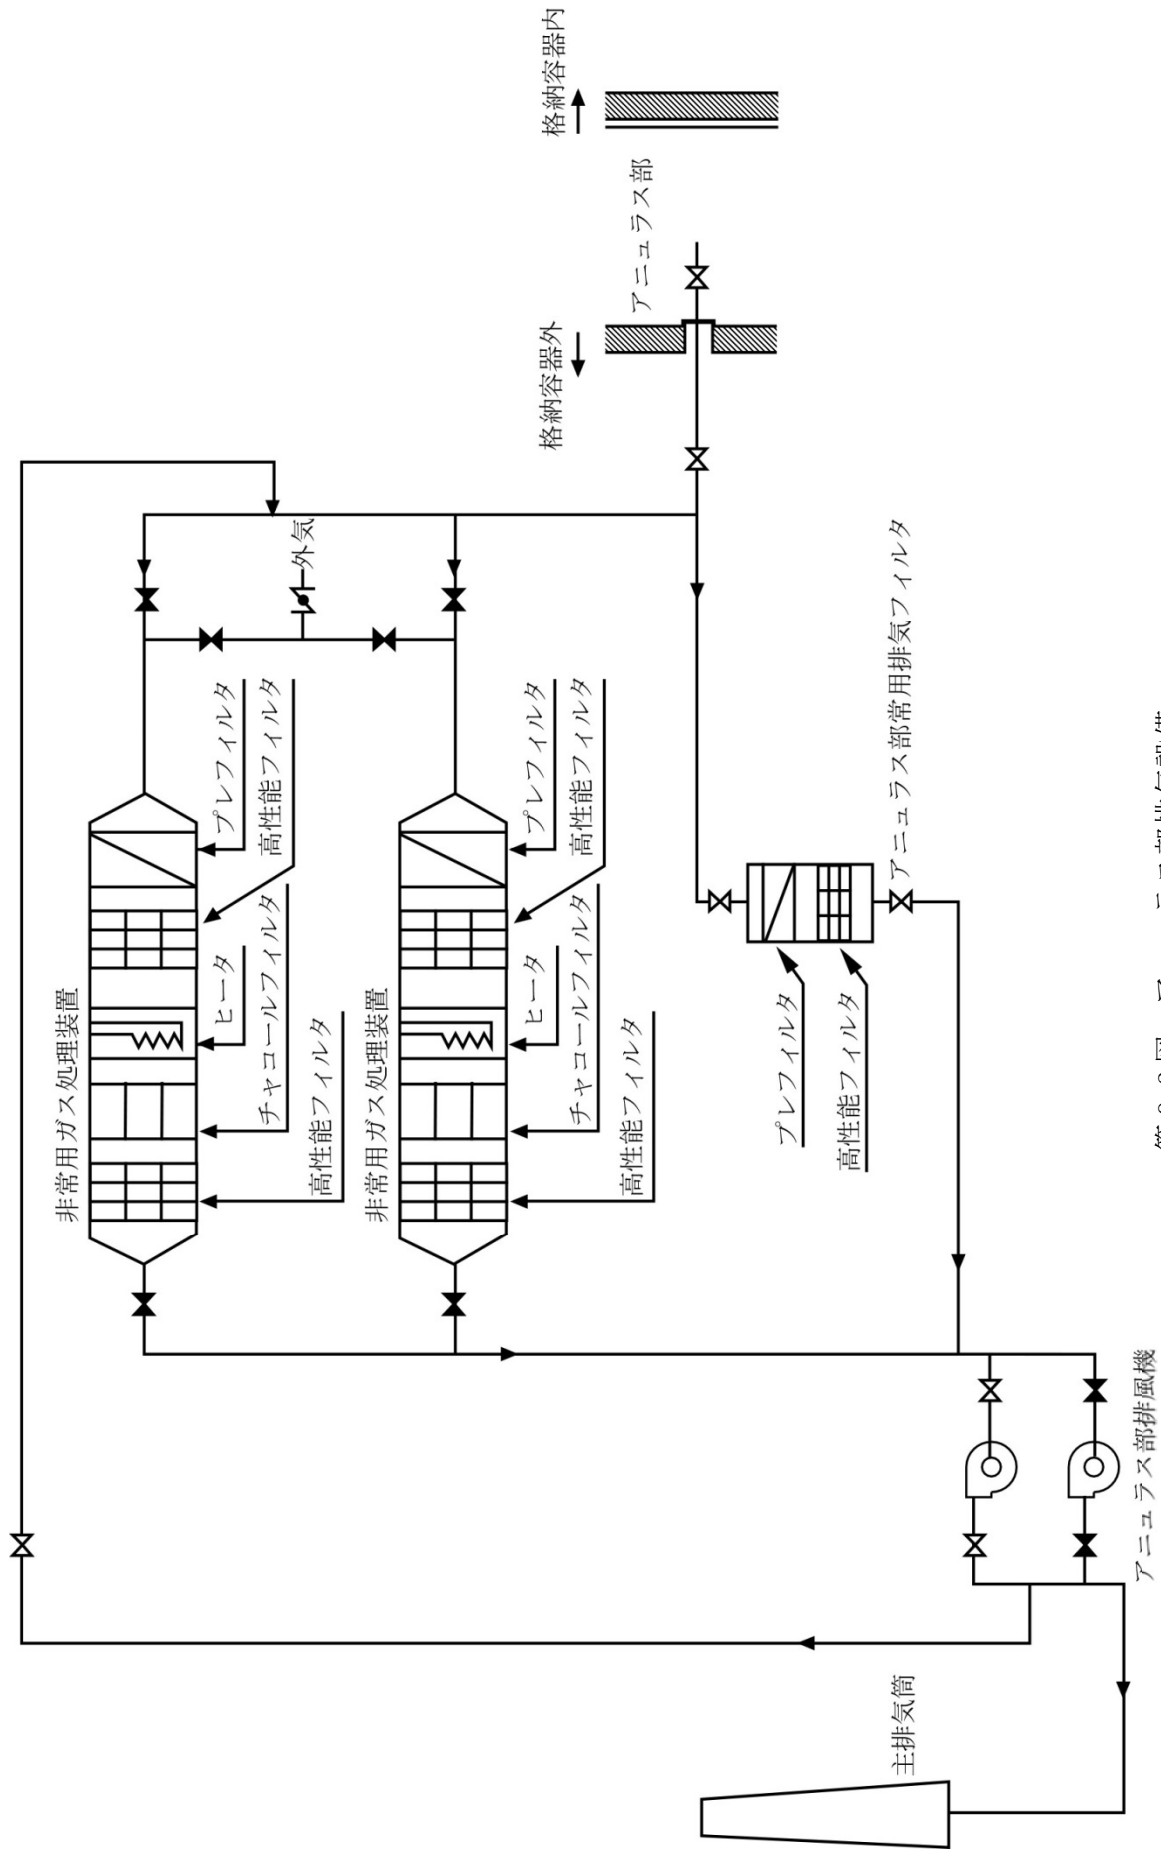 非常用ガス処理装置
ヒータ
プレフィルタ
チャコールフィルタ
高性能フィルタ
高性能フィルタ
外気
非常用ガス処理装置
ヒータ
プレフィルタ
チャコールフィルタ
高性能フィルタ
高性能フィルタ
格納容器外
格納容器内
アニュラス部
プレフィルタ
高性能フィルタ
主排気筒
アニュラス部常用排気フィルタ
アニュラス部排風機